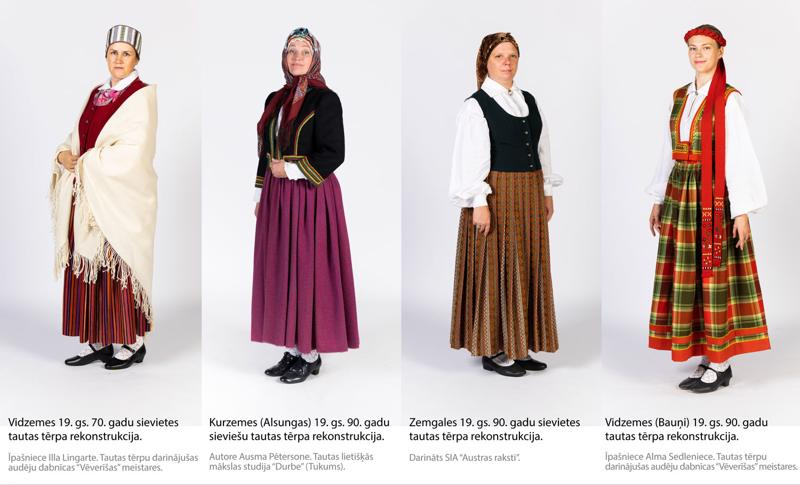 Vidzemes 19. gs. 70. gadu sievietes
tautas tērpa rekonstrukcija.
Īpašniece Illa Lingarte. Tautas tērpu darinājušas
audēju dabnīcas "Vēverīšas" meistares.
Kurzemes (Alsungas) 19. gs. 90. gadu
sieviešu tautas tērpa rekonstrukcija.
Autore Ausma Pētersone. Tautas lietišķās
mākslas studija "Durbe" (Tukums).
Zemgales 19. gs. 90. gadu sievietes
tautas tērpa rekonstrukcija.
Darināts SIA "Austras raksti".
Vidzemes (Bauņi) 19. gs. 90. gadu
tautas tērpa rekonstrukcija.
Īpašniece Alma Sedleniece. Tautas tērpu
darinājušas audēju dabnīcas "Vēverīšas" meistares.